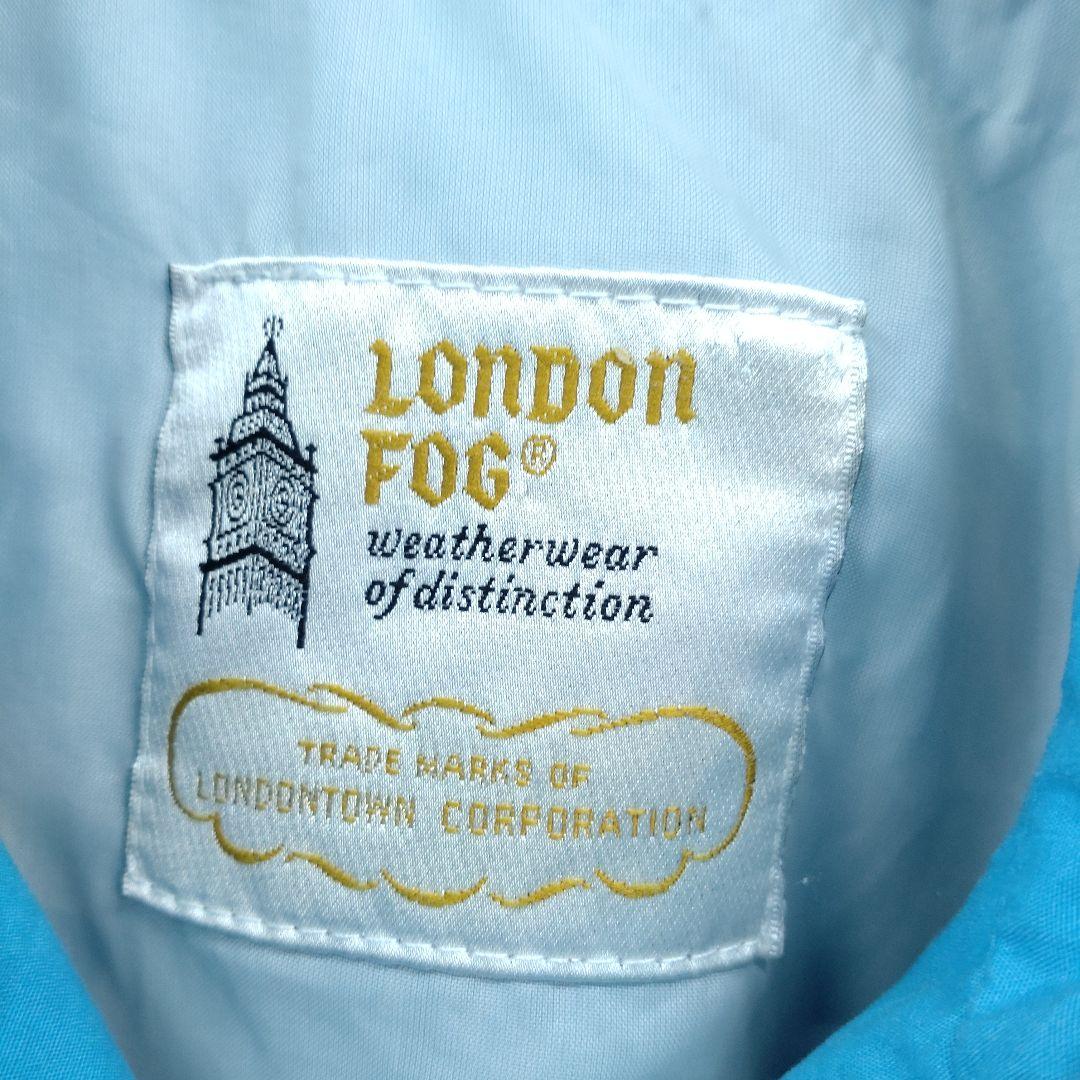 LONDON
FOG®
weatherwear
of distinction
TRADE MARKS OF
LONDONTOWN CORPORATION